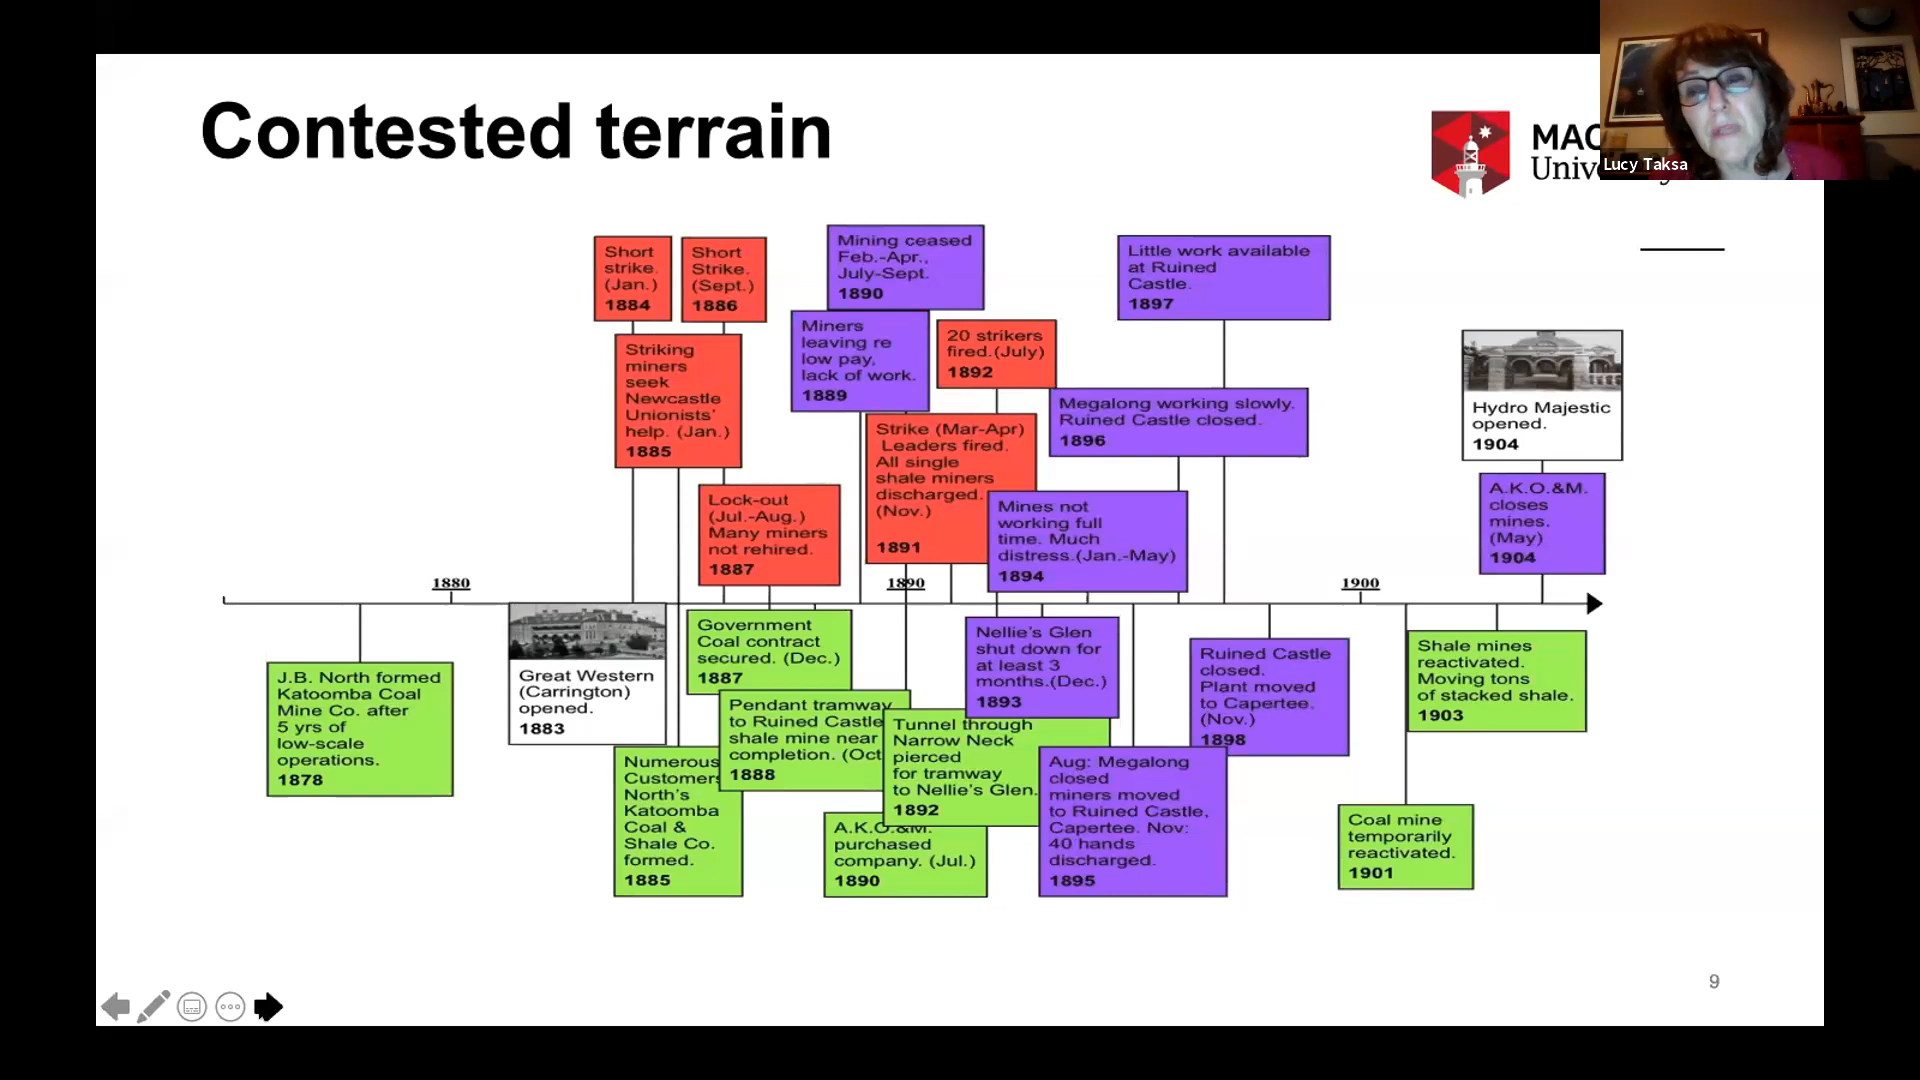 Contested terrain
MAC
Univ
Lucy Taksa
Short
strike.
(Jan.)
1884
Short
Strike.
(Sept.)
1886
Striking
miners
seek
Newcastle
Unionists'
help. (Jan.)
1885
Lock-out
(Jul.-Aug.)
Many miners
not rehired.
1887
Mining ceased
Feb.-Apr.,
July-Sept.
1890
Miners
leaving re
low pay,
lack of work.
1889
20 strikers
fired.(July)
1892
Strike (Mar-Apr)
Leaders fired.
All single
shale miners
discharged.
(Nov.)
1891
Little work available
at Ruined
Castle.
1897
Megalong working slowly.
Ruined Castle closed.
1896
Mines not
working full
time. Much
distress.(Jan.-May)
1894
Hydro Majestic
opened.
1904
A.K.O.&M.
closes
mines.
(May)
1904
1880
1890
1900
J.B. North formed
Katoomba Coal
Mine Co. after
5 yrs of
low-scale
operations.
1878
Great Western
(Carrington)
opened.
1883
Government
Coal contract
secured. (Dec.)
1887
Numerous
Customers
North's
Katoomba
Coal &
Shale Co.
formed.
1885
Pendant tramway
to Ruined Castle
shale mine near
completion. (Oct
1888
A.K.O.&M.
purchased
company. (Jul.)
1890
Tunnel through
Narrow Neck
pierced
for tramway
to Nellie's Glen.
1892
Nellie's Glen
shut down for
at least 3
months.(Dec.)
1893
Aug: Megalong
closed
miners moved
to Ruined Castle,
Capertee. Nov:
40 hands
discharged.
1895
Ruined Castle
closed.
Plant moved
to Capertee.
(Nov.)
1898
Shale mines
reactivated.
Moving tons
of stacked shale.
1903
Coal mine
temporarily
reactivated.
1901
9